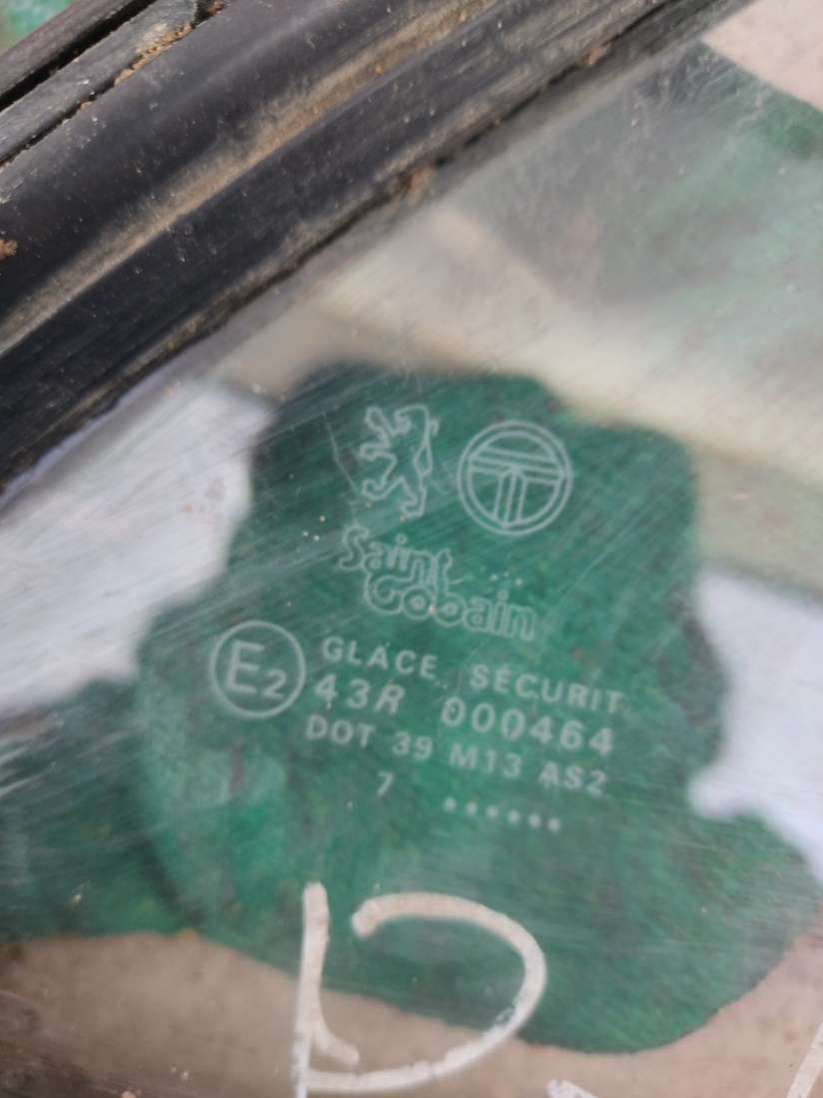 Saint
Gobain
E2
GLACE SECURIT
43R 000464
DOT 39 M13 AS2
7 ••••••